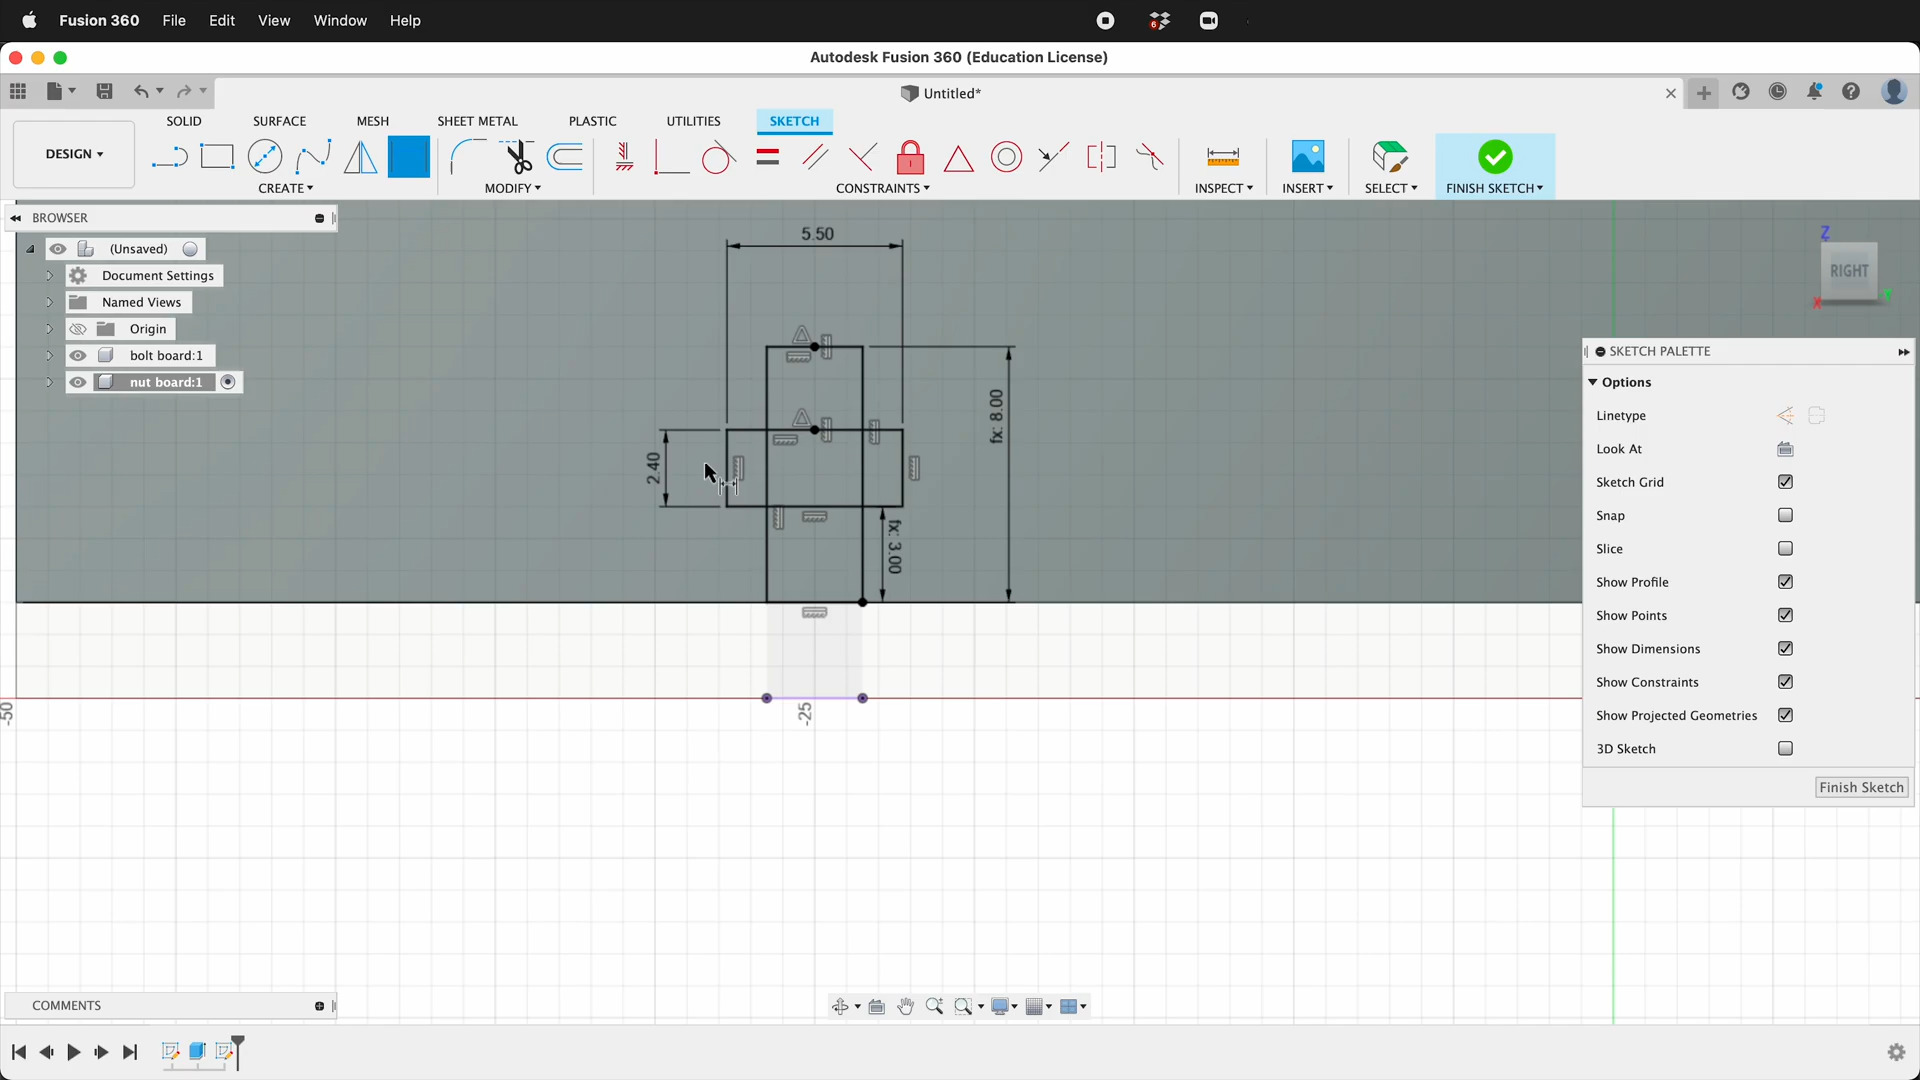 Fusion 360 File Edit View Window Help
6
Autodesk Fusion 360 (Education License)
Untitled*
SOLID SURFACE MESH SHEET METAL PLASTIC UTILITIES SKETCH
DESIGN
CREATE MODIFY CONSTRAINTS INSPECT INSERT SELECT FINISH SKETCH
BROWSER
(Unsaved)
Document Settings
Named Views
Origin
bolt board:1
nut board:1
5.50
2.40
fx: 8.00
fx: 3.00
-50
-25
Z
RIGHT
X
Y
SKETCH PALETTE
Options
Linetype
Look At
Sketch Grid
Snap
Slice
Show Profile
Show Points
Show Dimensions
Show Constraints
Show Projected Geometries
3D Sketch
Finish Sketch
COMMENTS